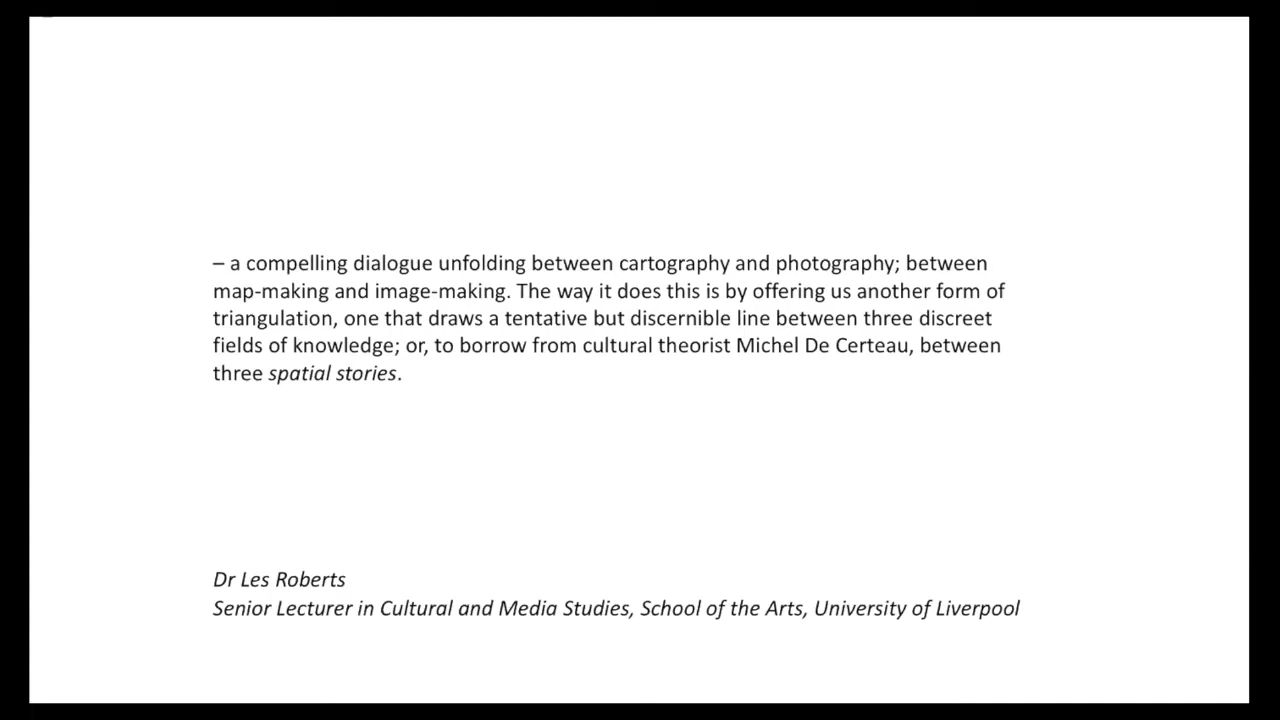 – a compelling dialogue unfolding between cartography and photography; between
map-making and image-making. The way it does this is by offering us another form of
triangulation, one that draws a tentative but discernible line between three discreet
fields of knowledge; or, to borrow from cultural theorist Michel De Certeau, between
three spatial stories.
Dr Les Roberts
Senior Lecturer in Cultural and Media Studies, School of the Arts, University of Liverpool